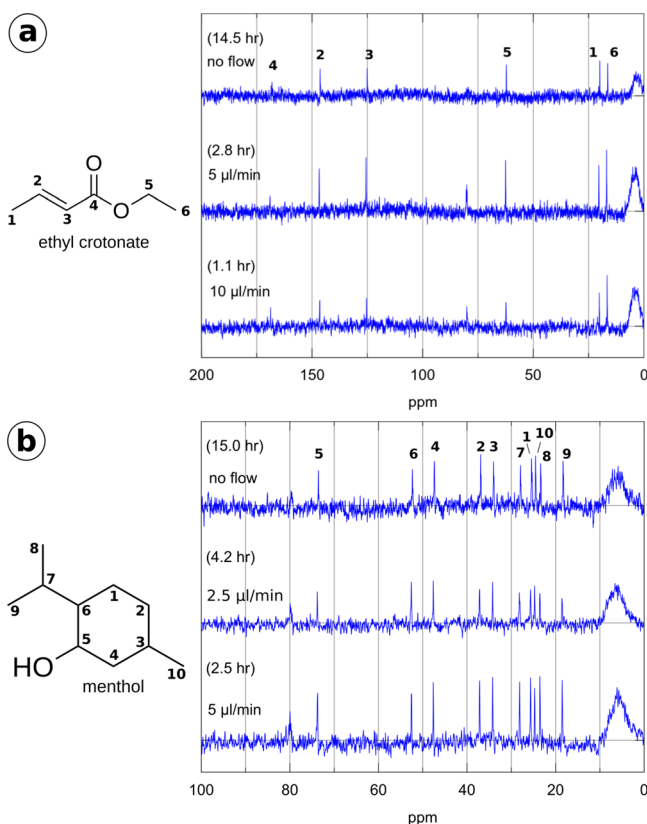 a
(14.5 hr)
no flow
4 2 3 5 1 6
(2.8 hr)
5 µl/min
(1.1 hr)
10 µl/min
O
2
5
1 3 4 O 6
ethyl crotonate
200 150 100 50 0
ppm
b
(15.0 hr)
no flow
5 6 4 2 3 7 1 10 8 9
(4.2 hr)
2.5 µl/min
(2.5 hr)
5 µl/min
8
7
9 6 1 2
5 4 3
HO 10
menthol
100 80 60 40 20 0
ppm